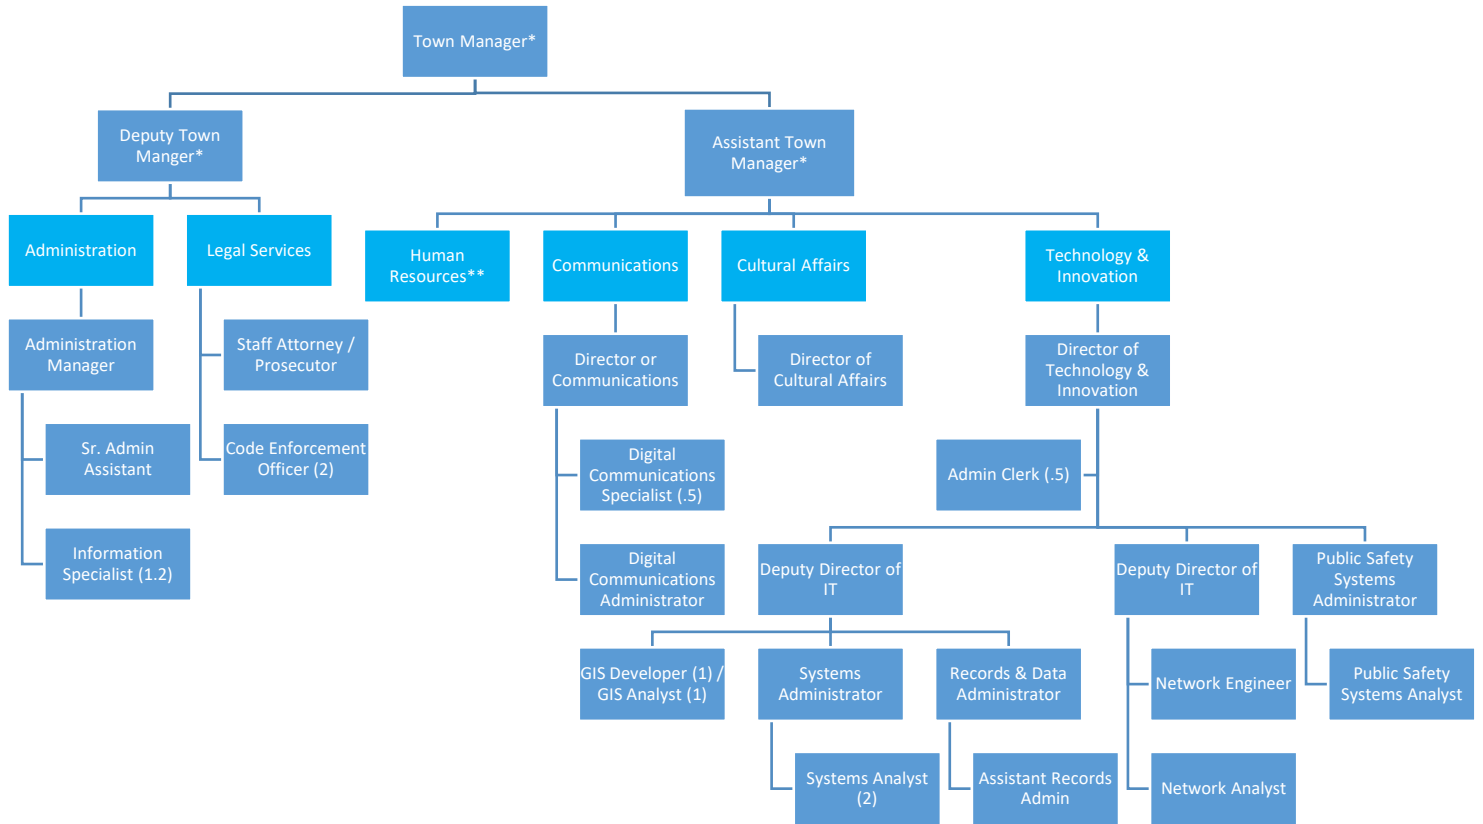 Town Manager*
Deputy Town
Manger*
Assistant Town
Manager*
Administration
Legal Services
Human
Resources**
Communications
Cultural Affairs
Technology &
Innovation
Administration
Manager
Staff Attorney /
Prosecutor
Director or
Communications
Director of
Cultural Affairs
Director of
Technology &
Innovation
Sr. Admin
Assistant
Code Enforcement
Officer (2)
Digital
Communications
Specialist (.5)
Admin Clerk (.5)
Information
Specialist (1.2)
Digital
Communications
Administrator
Deputy Director of
IT
Deputy Director of
IT
Public Safety
Systems
Administrator
GIS Developer (1) /
GIS Analyst (1)
Systems
Administrator
Records & Data
Administrator
Network Engineer
Public Safety
Systems Analyst
Systems Analyst
(2)
Assistant Records
Admin
Network Analyst